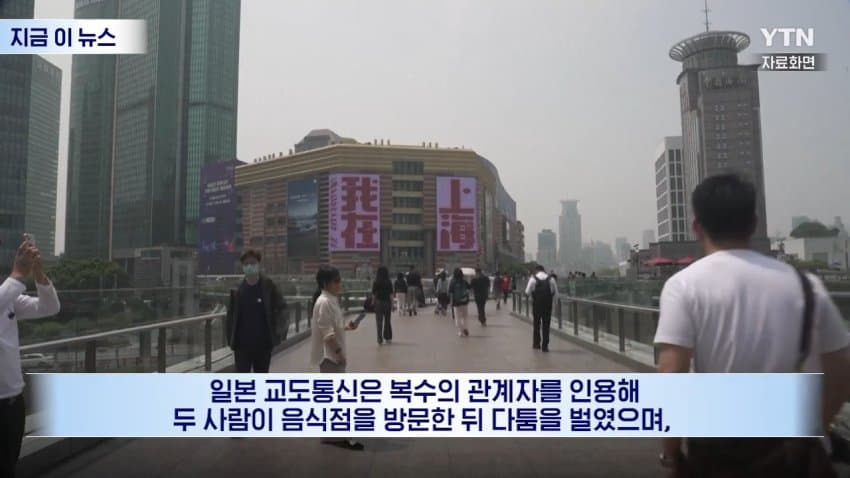 지금 이 뉴스
YTN
자료화면
我在
上海
일본 교도통신은 복수의 관계자를 인용해
두 사람이 음식점을 방문한 뒤 다툼을 벌였으며,